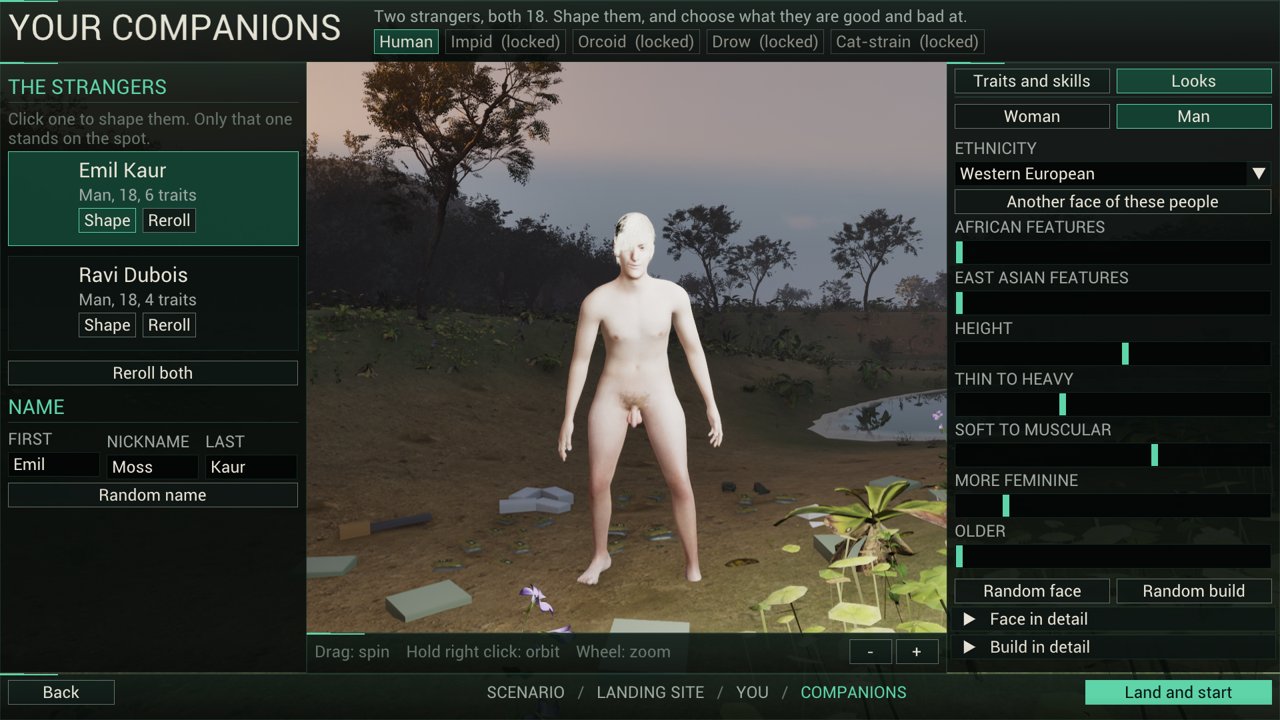 YOUR COMPANIONS
Two strangers, both 18. Shape them, and choose what they are good and bad at.
Human
Impid (locked)
Orcoid (locked)
Drow (locked)
Cat-strain (locked)
THE STRANGERS
Click one to shape them. Only that one
stands on the spot.
Emil Kaur
Man, 18, 6 traits
Shape
Reroll
Ravi Dubois
Man, 18, 4 traits
Shape
Reroll
Reroll both
NAME
FIRST
NICKNAME
LAST
Emil
Moss
Kaur
Random name
Drag: spin
Hold right click: orbit
Wheel: zoom
-
+
Traits and skills
Looks
Woman
Man
ETHNICITY
Western European
Another face of these people
AFRICAN FEATURES
EAST ASIAN FEATURES
HEIGHT
THIN TO HEAVY
SOFT TO MUSCULAR
MORE FEMININE
OLDER
Random face
Random build
Face in detail
Build in detail
Back
SCENARIO / LANDING SITE / YOU / COMPANIONS
Land and start